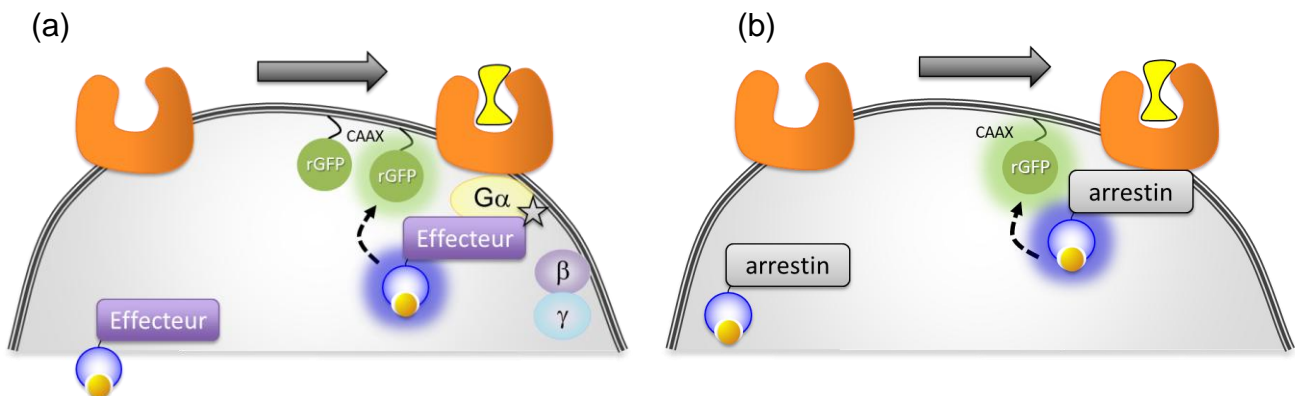 (a)
CAAX
rGFP
rGFP
Gα
Effecteur
β
γ
Effecteur
(b)
CAAX
rGFP
arrestin
arrestin